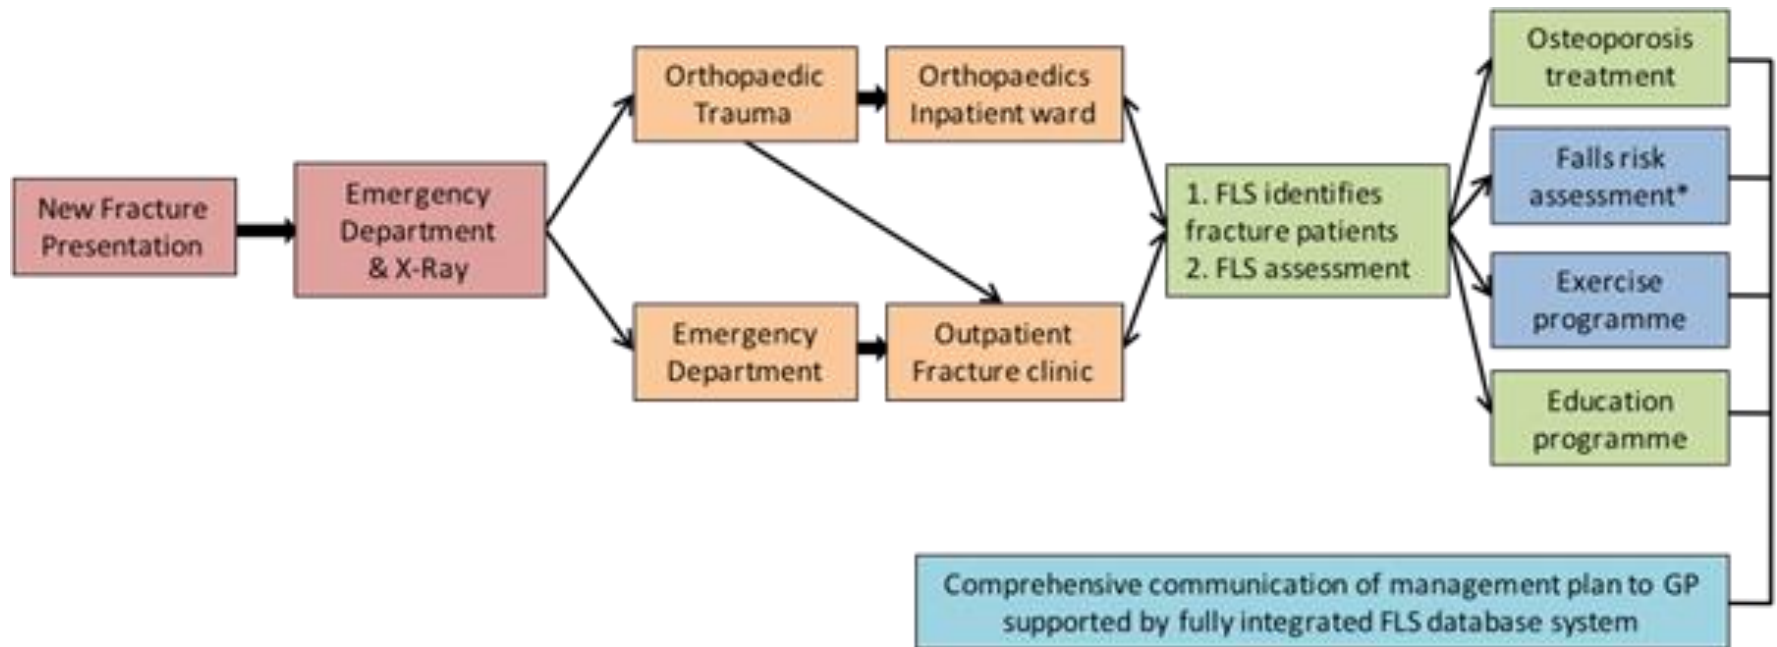 New Fracture
Presentation
Emergency
Department
& X-Ray
Orthopaedic
Trauma
Orthopaedics
Inpatient ward
Emergency
Department
Outpatient
Fracture clinic
1. FLS identifies
fracture patients
2. FLS assessment
Osteoporosis
treatment
Falls risk
assessment*
Exercise
programme
Education
programme
Comprehensive communication of management plan to GP
supported by fully integrated FLS database system